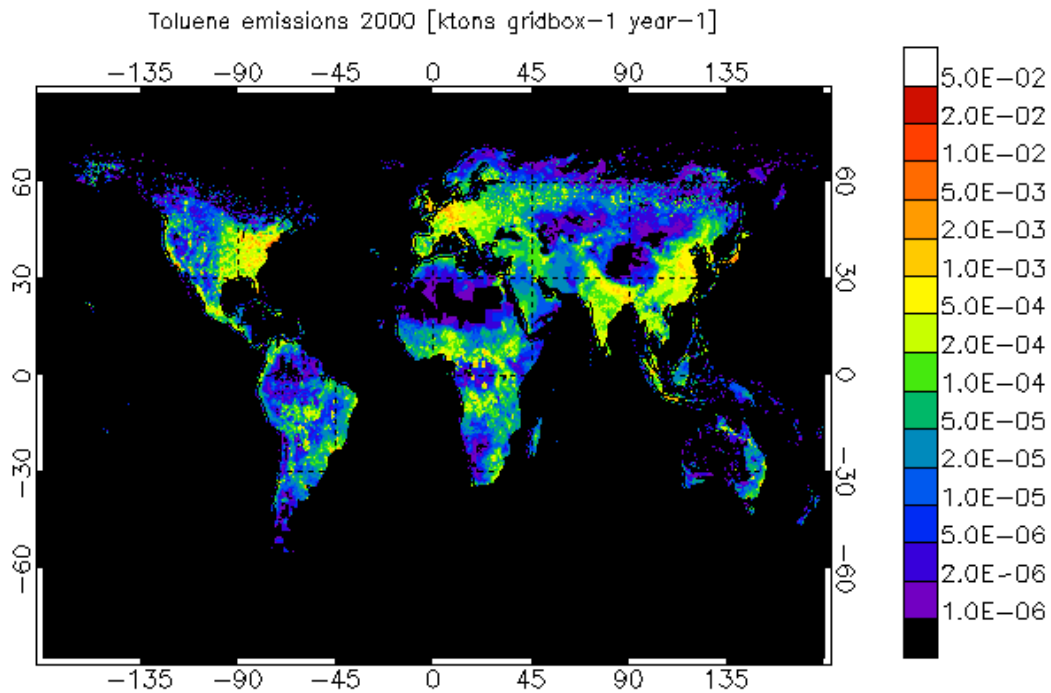 Toluene emissions 2000 [ktons gridbox-1 year-1]
-135 -90 -45 0 45 90 135
60 60
30 30
0 0
-30 -30
-60 -60
-135 -90 -45 0 45 90 135
5.0E-02
2.0E-02
1.0E-02
5.0E-03
2.0E-03
1.0E-03
5.0E-04
2.0E-04
1.0E-04
5.0E-05
2.0E-05
1.0E-05
5.0E-06
2.0E-06
1.0E-06